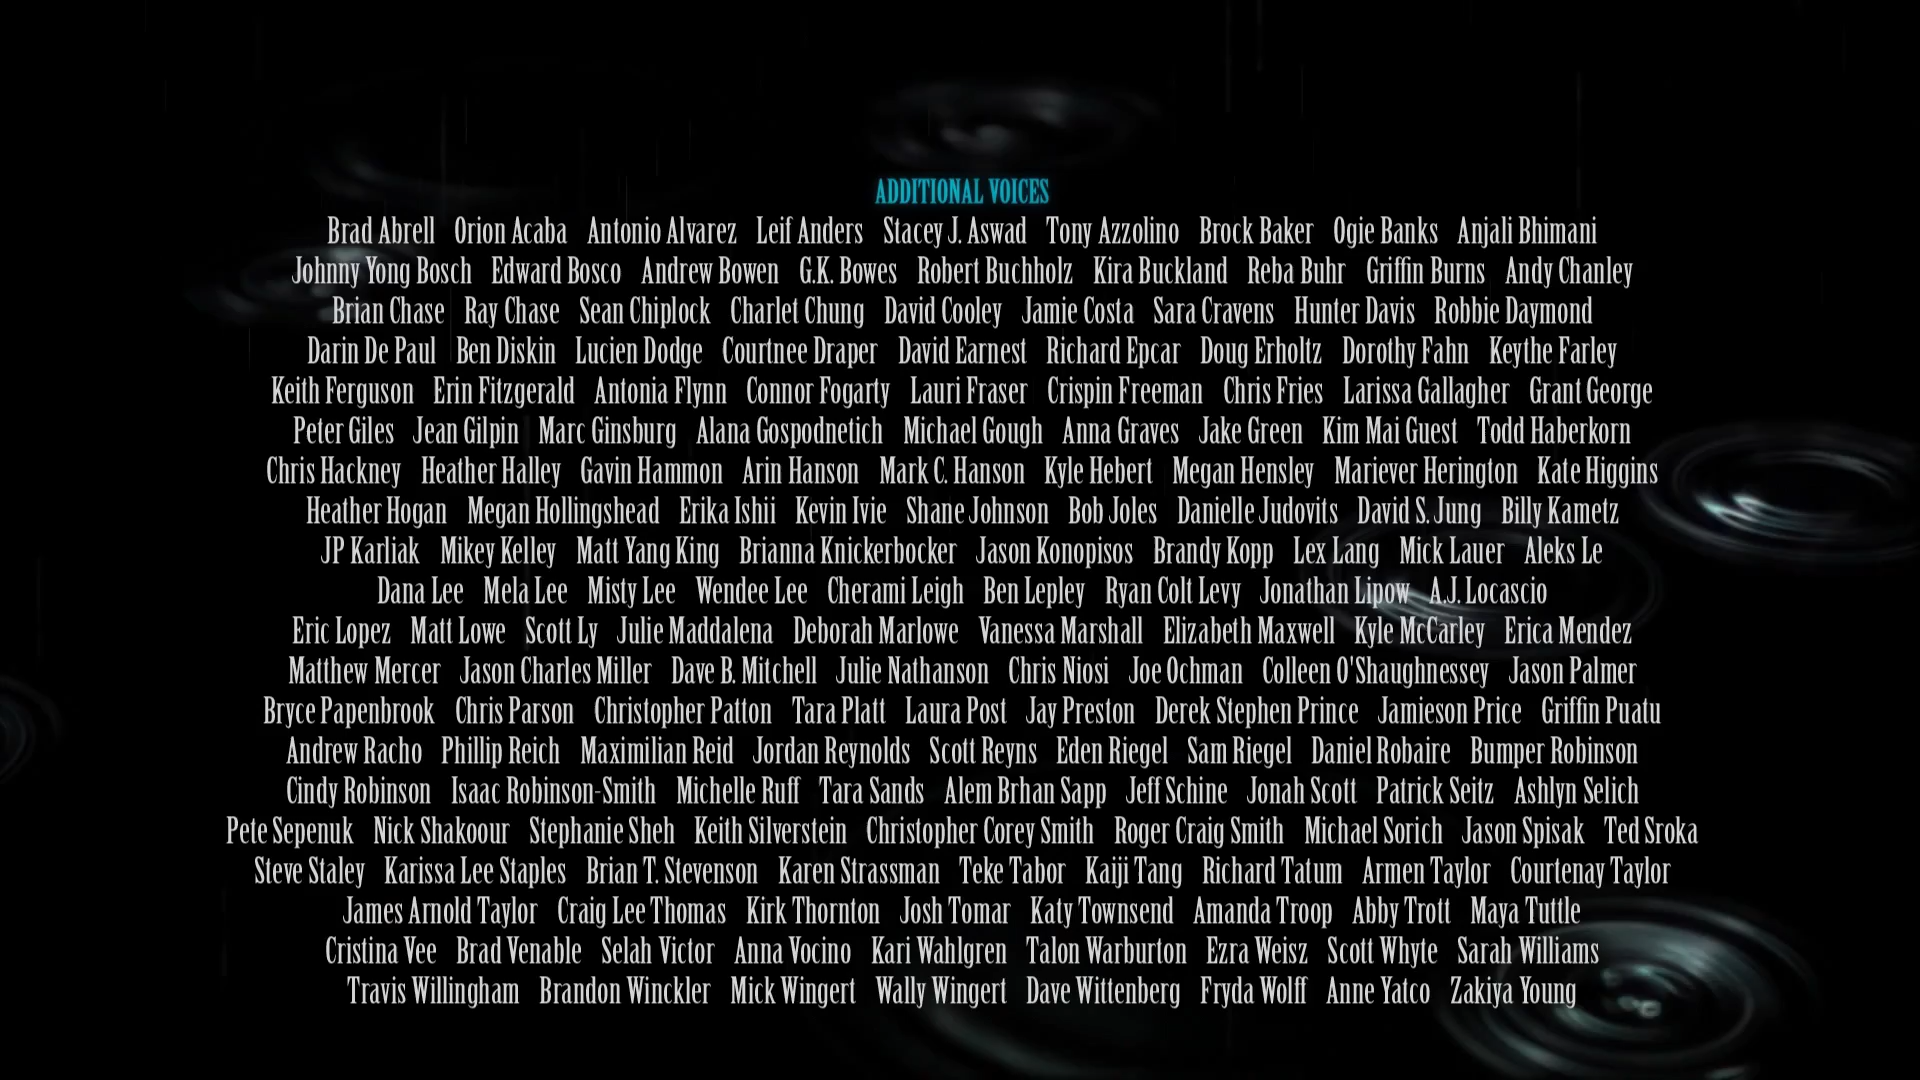 ADDITIONAL VOICES
Brad Abrell Orion Acaba Antonio Alvarez Leif Anders Stacey J. Aswad Tony Azzolino Brock Baker Ogie Banks Anjali Bhimani
Johnny Yong Bosch Edward Bosco Andrew Bowen G.K. Bowes Robert Buchholz Kira Buckland Reba Buhr Griffin Burns Andy Chanley
Brian Chase Ray Chase Sean Chiplock Charlet Chung David Cooley Jamie Costa Sara Cravens Hunter Davis Robbie Daymond
Darin De Paul Ben Diskin Lucien Dodge Courtnee Draper David Earnest Richard Epcar Doug Erholtz Dorothy Fahn Keythe Farley
Keith Ferguson Erin Fitzgerald Antonia Flynn Connor Fogarty Lauri Fraser Crispin Freeman Chris Fries Larissa Gallagher Grant George
Peter Giles Jean Gilpin Marc Ginsburg Alana Gospodnetich Michael Gough Anna Graves Jake Green Kim Mai Guest Todd Haberkorn
Chris Hackney Heather Halley Gavin Hammon Arin Hanson Mark C. Hanson Kyle Hebert Megan Hensley Mariever Herington Kate Higgins
Heather Hogan Megan Hollingshead Erika Ishii Kevin Ivie Shane Johnson Bob Joles Danielle Judovits David S. Jung Billy Kametz
JP Karliak Mikey Kelley Matt Yang King Brianna Knickerbocker Jason Konopisos Brandy Kopp Lex Lang Mick Lauer Aleks Le
Dana Lee Mela Lee Misty Lee Wendee Lee Cherami Leigh Ben Lepley Ryan Colt Levy Jonathan Lipow A.J. Locascio
Eric Lopez Matt Lowe Scott Ly Julie Maddalena Deborah Marlowe Vanessa Marshall Elizabeth Maxwell Kyle McCarley Erica Mendez
Matthew Mercer Jason Charles Miller Dave B. Mitchell Julie Nathanson Chris Niosi Joe Ochman Colleen O'Shaughnessey Jason Palmer
Bryce Papenbrook Chris Parson Christopher Patton Tara Platt Laura Post Jay Preston Derek Stephen Prince Jamieson Price Griffin Puatu
Andrew Racho Phillip Reich Maximilian Reid Jordan Reynolds Scott Reyns Eden Riegel Sam Riegel Daniel Robaire Bumper Robinson
Cindy Robinson Isaac Robinson-Smith Michelle Ruff Tara Sands Alem Brhan Sapp Jeff Schine Jonah Scott Patrick Seitz Ashlyn Selich
Pete Sepenuk Nick Shakoour Stephanie Sheh Keith Silverstein Christopher Corey Smith Roger Craig Smith Michael Sorich Jason Spisak Ted Sroka
Steve Staley Karissa Lee Staples Brian T. Stevenson Karen Strassman Teke Tabor Kaiji Tang Richard Tatum Armen Taylor Courtenay Taylor
James Arnold Taylor Craig Lee Thomas Kirk Thornton Josh Tomar Katy Townsend Amanda Troop Abby Trott Maya Tuttle
Cristina Vee Brad Venable Selah Victor Anna Vocino Kari Wahlgren Talon Warburton Ezra Weisz Scott Whyte Sarah Williams
Travis Willingham Brandon Winckler Mick Wingert Wally Wingert Dave Wittenberg Fryda Wolff Anne Yatco Zakiya Young